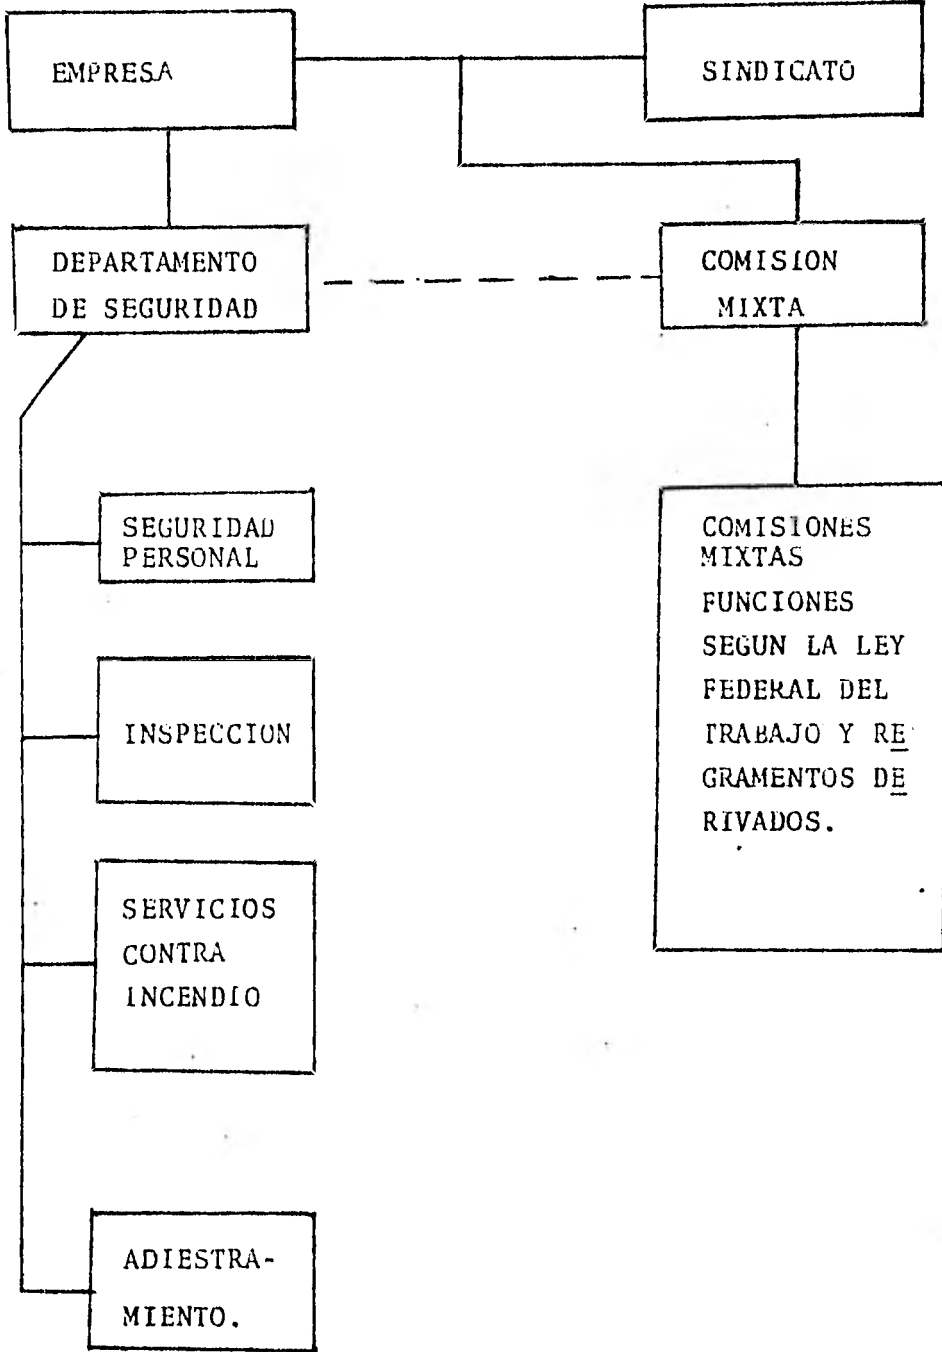 EMPRESA
SINDICATO
DEPARTAMENTO
DE SEGURIDAD
COMISION
MIXTA
SEGURIDAD
PERSONAL
INSPECCION
SERVICIOS
CONTRA
INCENDIO
ADIESTRA-
MIENTO.
COMISIONES
MIXTAS
FUNCIONES
SEGUN LA LEY
FEDERAL DEL
TRABAJO Y RE
GRAMENTOS DE
RIVADOS.